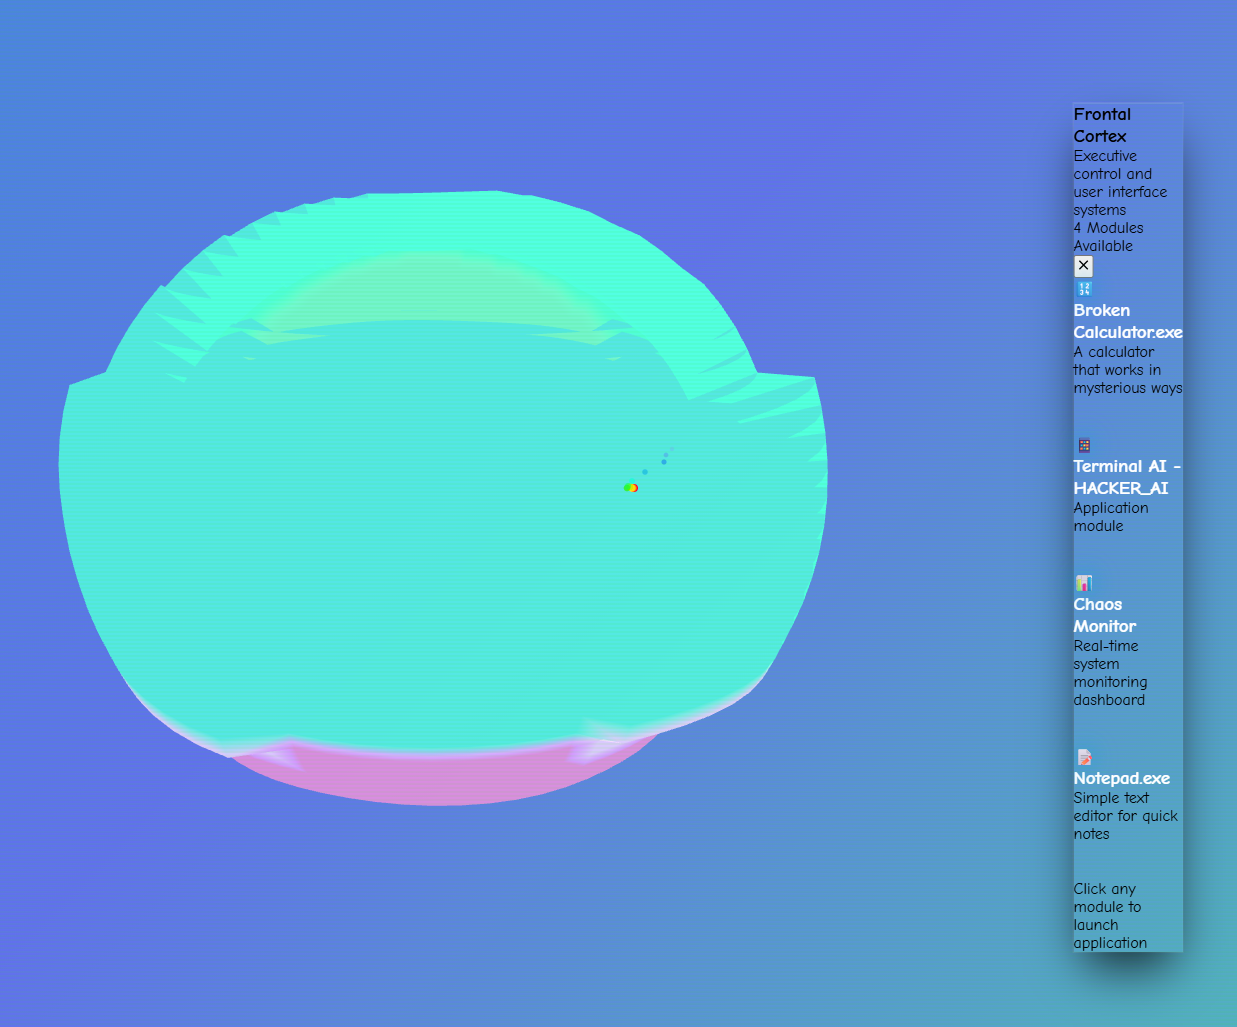 Frontal
Cortex
Executive
control and
user interface
systems
4 Modules
Available
✕
Broken
Calculator.exe
A calculator
that works in
mysterious ways
Terminal AI -
HACKER_AI
Application
module
Chaos
Monitor
Real-time
system
monitoring
dashboard
Notepad.exe
Simple text
editor for quick
notes
Click any
module to
launch
application